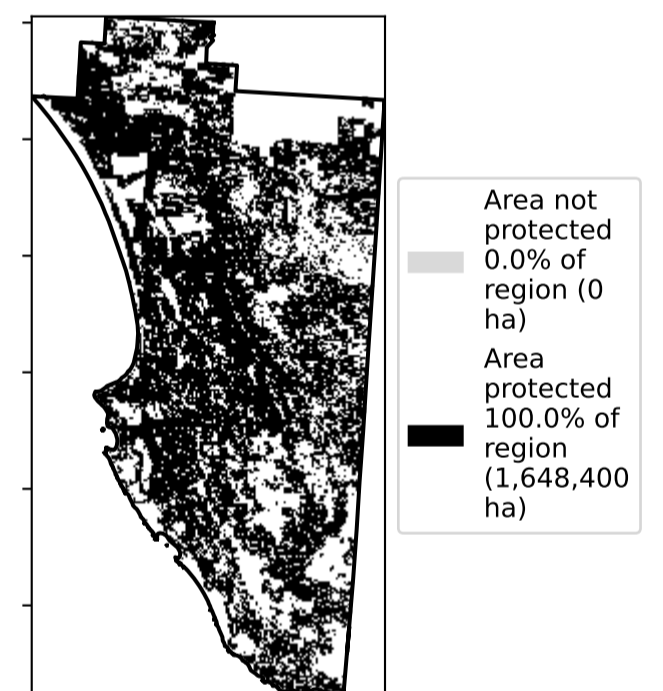 Area not
protected
0.0% of
region (0
ha)
Area
protected
100.0% of
region
(1,648,400
ha)